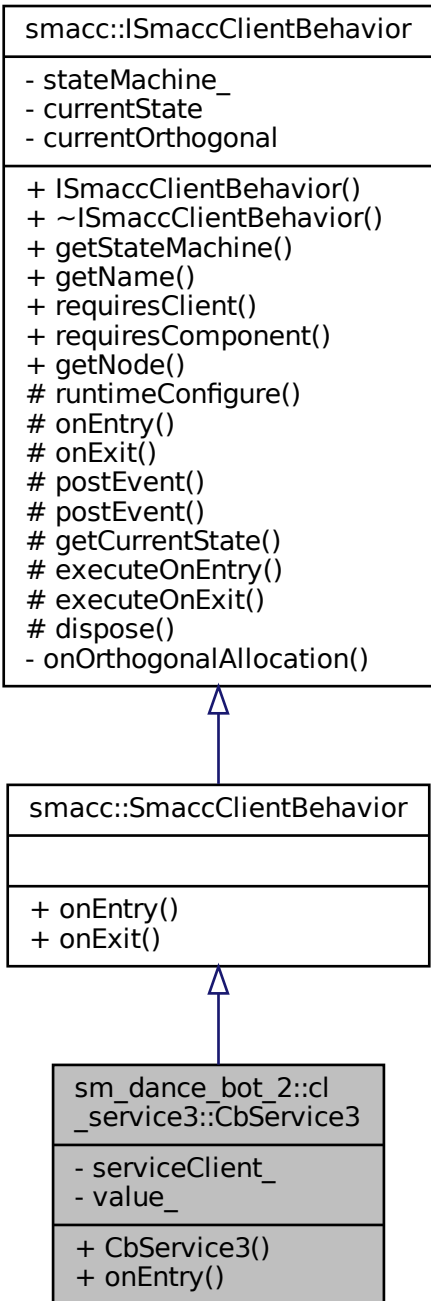 smacc::ISmaccClientBehavior
- stateMachine_
- currentState
- currentOrthogonal
+ ISmaccClientBehavior()
+ ~ISmaccClientBehavior()
+ getStateMachine()
+ getName()
+ requiresClient()
+ requiresComponent()
+ getNode()
# runtimeConfigure()
# onEntry()
# onExit()
# postEvent()
# postEvent()
# getCurrentState()
# executeOnEntry()
# executeOnExit()
# dispose()
- onOrthogonalAllocation()
smacc::SmaccClientBehavior
+ onEntry()
+ onExit()
sm_dance_bot_2::cl
_service3::CbService3
- serviceClient_
- value_
+ CbService3()
+ onEntry()